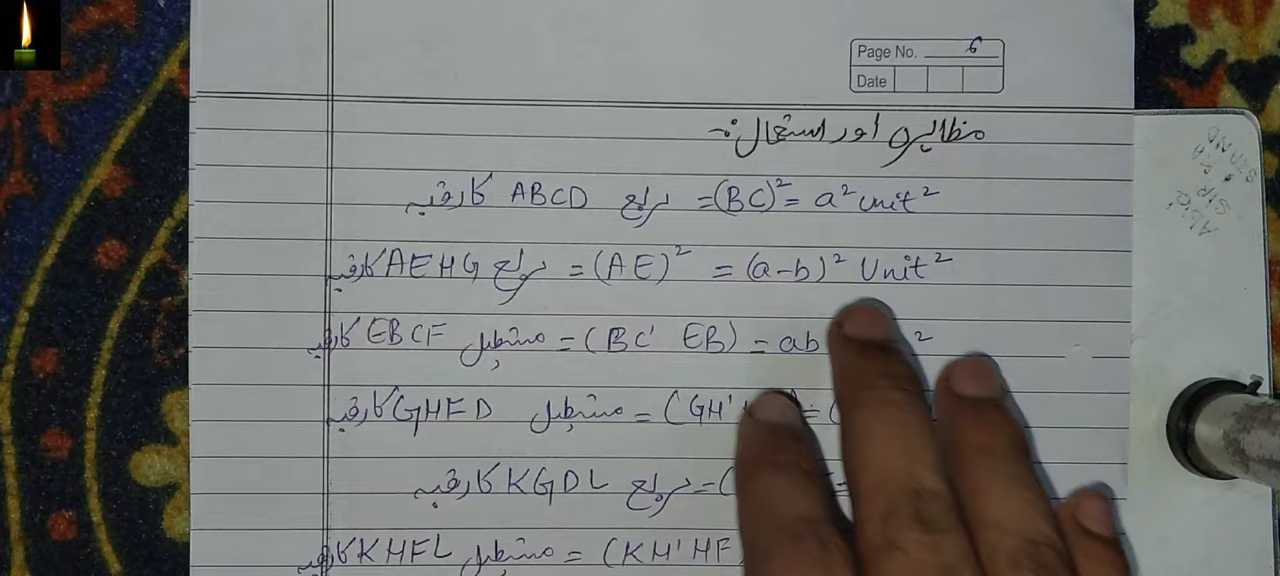 Page No. 6
Date
مظاہرہ اور استعمال :-
مربع ABCD کا رقبہ = (BC)² = a² unit²
مربع AEHG کا رقبہ = (AE)² = (a-b)² Unit²
مستطیل EBCF کا رقبہ = (BC' EB) = ab ²
مستطیل GHFD کا رقبہ = (GH' ) = (
مربع KGDL کا رقبہ = ( =
مستطیل KHFL کا رقبہ = (KH' HF